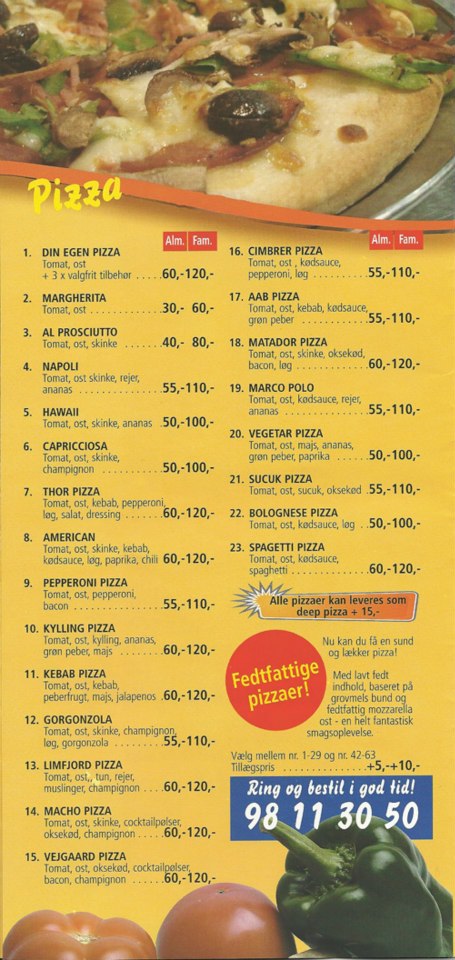 Pizza
Alm. Fam.
1. DIN EGEN PIZZA
Tomat, ost
+ 3 x valgfrit tilbehør ......60,-120,-
2. MARGHERITA
Tomat, ost ..................30,- 60,-
3. AL PROSCIUTTO
Tomat, ost, skinke .........40,- 80,-
4. NAPOLI
Tomat, ost skinke, rejer,
ananas .....................55,-110,-
5. HAWAII
Tomat, ost, skinke, ananas .50,-100,-
6. CAPRICCIOSA
Tomat, ost, skinke,
champignon ...............50,-100,-
7. THOR PIZZA
Tomat, ost, kebab, pepperoni,
løg, salat, dressing .........60,-120,-
8. AMERICAN
Tomat, ost, skinke, kebab,
kødsauce, løg, paprika, chili 60,-120,-
9. PEPPERONI PIZZA
Tomat, ost, pepperoni,
bacon .....................55,-110,-
10. KYLLING PIZZA
Tomat, ost, kylling, ananas,
grøn peber, majs ..........60,-120,-
11. KEBAB PIZZA
Tomat, ost, kebab,
peberfrugt, majs, jalapenos .60,-120,-
12. GORGONZOLA
Tomat, ost, skinke, champignon,
løg, gorgonzola ............55,-110,-
13. LIMFJORD PIZZA
Tomat, ost,, tun, rejer,
muslinger, champignon ....60,-120,-
14. MACHO PIZZA
Tomat, ost, skinke, cocktailpølser,
oksekød, champignon .....60,-120,-
15. VEJGAARD PIZZA
Tomat, ost, oksekød, cocktailpølser,
bacon, champignon .......60,-120,-
Alm. Fam.
16. CIMBRER PIZZA
Tomat, ost , kødsauce,
pepperoni, løg ............55,-110,-
17. AAB PIZZA
Tomat, ost, kebab, kødsauce,
grøn peber ...............55,-110,-
18. MATADOR PIZZA
Tomat, ost, skinke, oksekød,
bacon, løg ................60,-120,-
19. MARCO POLO
Tomat, ost, kødsauce, rejer,
ananas ...................55,-110,-
20. VEGETAR PIZZA
Tomat, ost, majs, ananas,
grøn peber, paprika ......50,-100,-
21. SUCUK PIZZA
Tomat, ost, sucuk, oksekød .55,-110,-
22. BOLOGNESE PIZZA
Tomat, ost, kødsauce, løg ..50,-100,-
23. SPAGETTI PIZZA
Tomat, ost, kødsauce,
spaghetti .................60,-120,-
Alle pizzaer kan leveres som
deep pizza + 15,-
Fedtfattige
pizzaer!
Nu kan du få en sund
og lækker pizza!
Med lavt fedt
indhold, baseret på
grovmels bund og
fedtfattig mozzarella
ost - en helt fantastisk
smagsoplevelse.
Vælg mellem nr. 1-29 og nr. 42-63
Tillægspris ................+5,-+10,-
Ring og bestil i god tid!
98 11 30 50